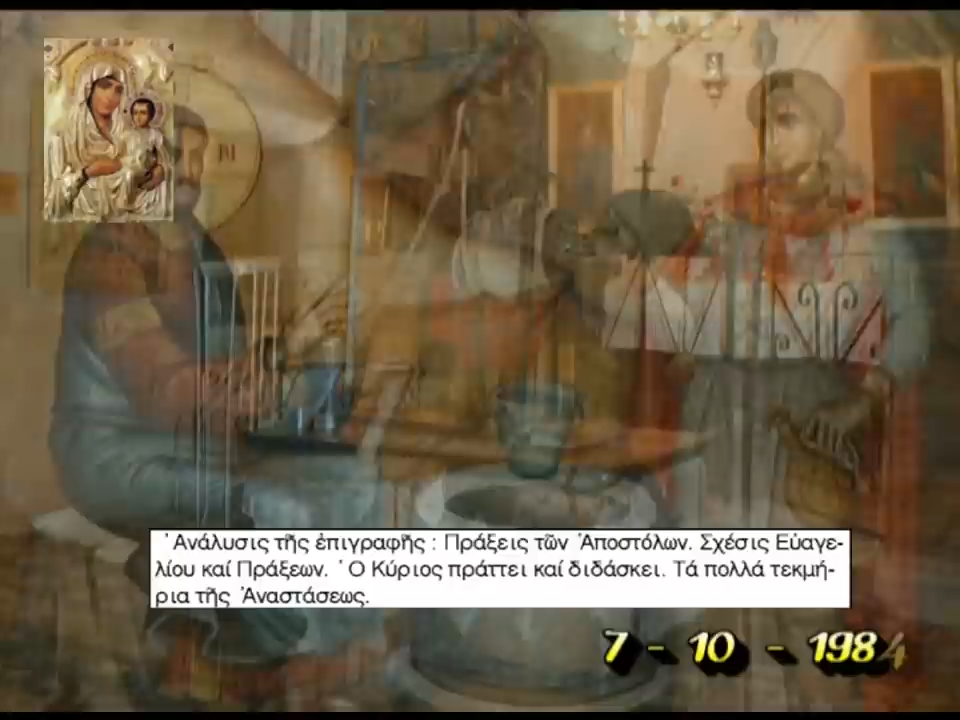 Ἀνάλυσις τῆς ἐπιγραφῆς : Πράξεις τῶν Ἀποστόλων. Σχέσις Εὐαγε-
λίου καί Πράξεων. Ὁ Κύριος πράττει καί διδάσκει. Τά πολλά τεκμή-
ρια τῆς Ἀναστάσεως.
7 - 10 - 1984